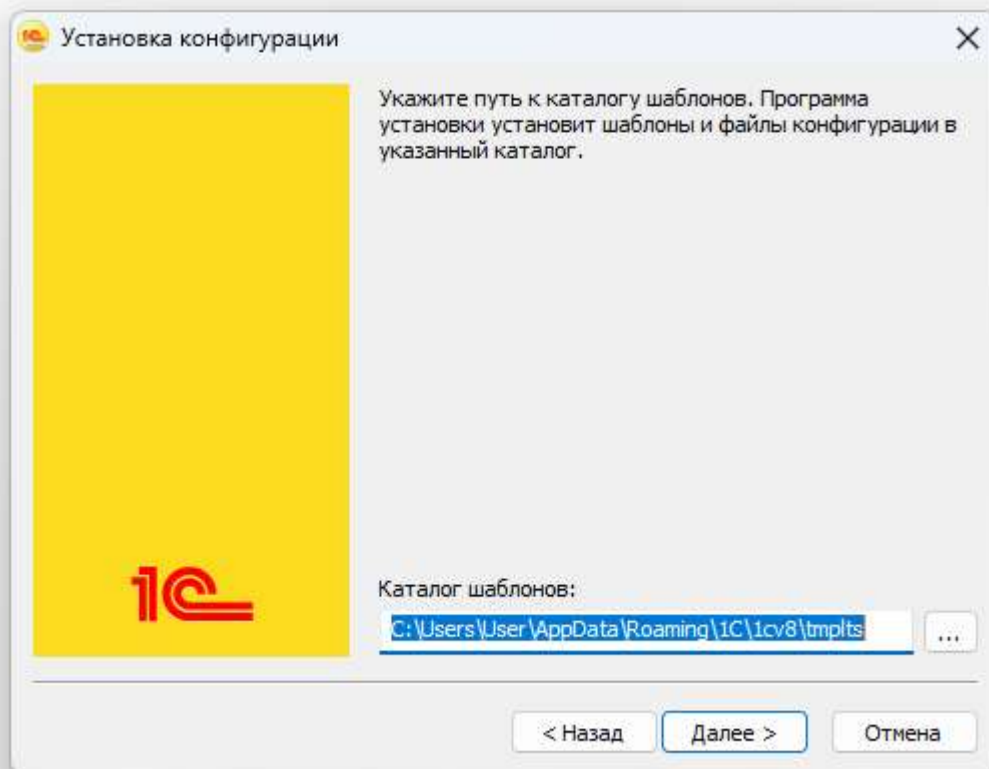 Установка конфигурации
Укажите путь к каталогу шаблонов. Программа
установки установит шаблоны и файлы конфигурации в
указанный каталог.
1С
Каталог шаблонов:
C:\Users\User\AppData\Roaming\1C\1cv8\tmplts
...
< Назад
Далее >
Отмена